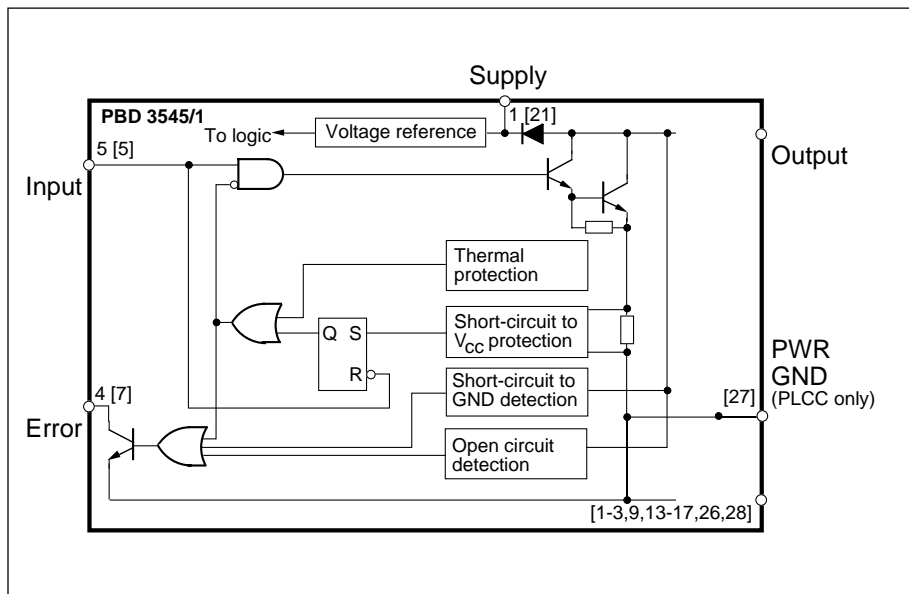 Supply
PBD 3545/1
1 [21]
To logic
Voltage reference
5 [5]
Output
Input
Thermal
protection
Q S
R
Short-circuit to
VCC protection
PWR
GND
(PLCC only)
[27]
Short-circuit to
GND detection
4 [7]
Error
Open circuit
detection
[1-3,9,13-17,26,28]